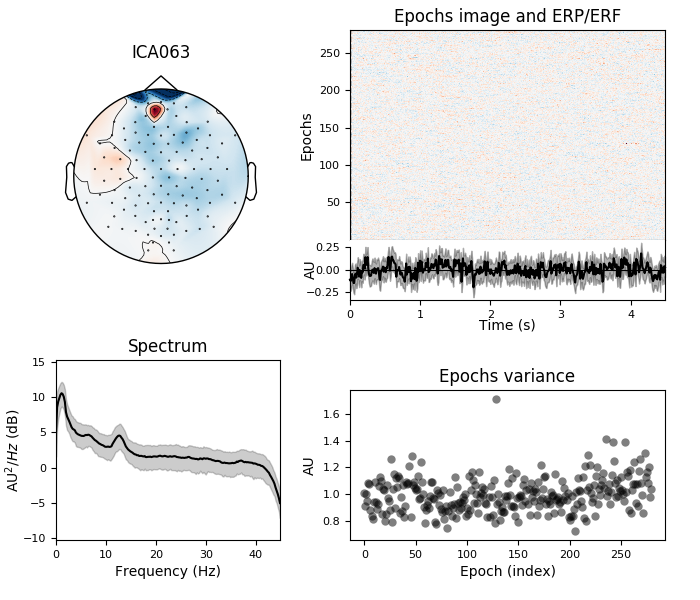 ICA063
Epochs image and ERP/ERF
Epochs
250
200
150
100
50
AU
0.25
0.00
−0.25
0 1 2 3 4
Time (s)
Spectrum
AU²/Hz (dB)
15
10
5
0
−5
−10
0 10 20 30 40
Frequency (Hz)
Epochs variance
AU
1.6
1.4
1.2
1.0
0.8
0 50 100 150 200 250
Epoch (index)